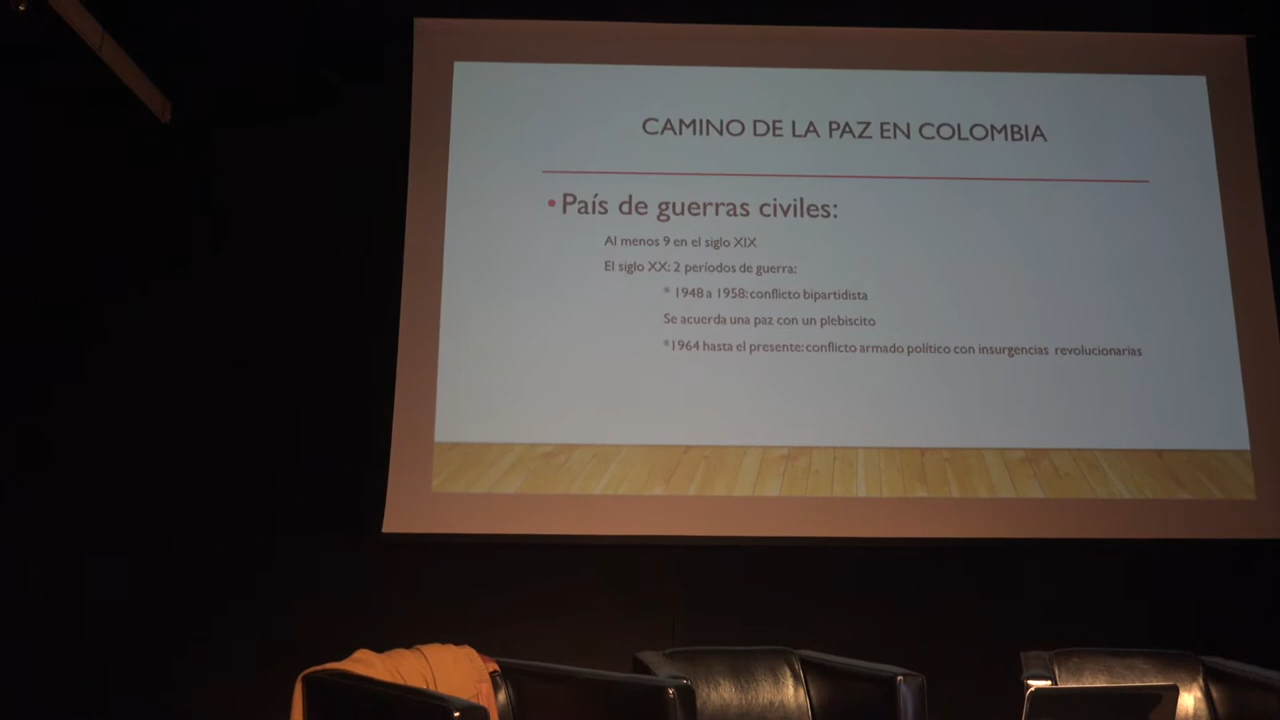 CAMINO DE LA PAZ EN COLOMBIA
•País de guerras civiles:
Al menos 9 en el siglo XIX
El siglo XX: 2 períodos de guerra:
* 1948 a 1958: conflicto bipartidista
Se acuerda una paz con un plebiscito
*1964 hasta el presente: conflicto armado político con insurgencias revolucionarias